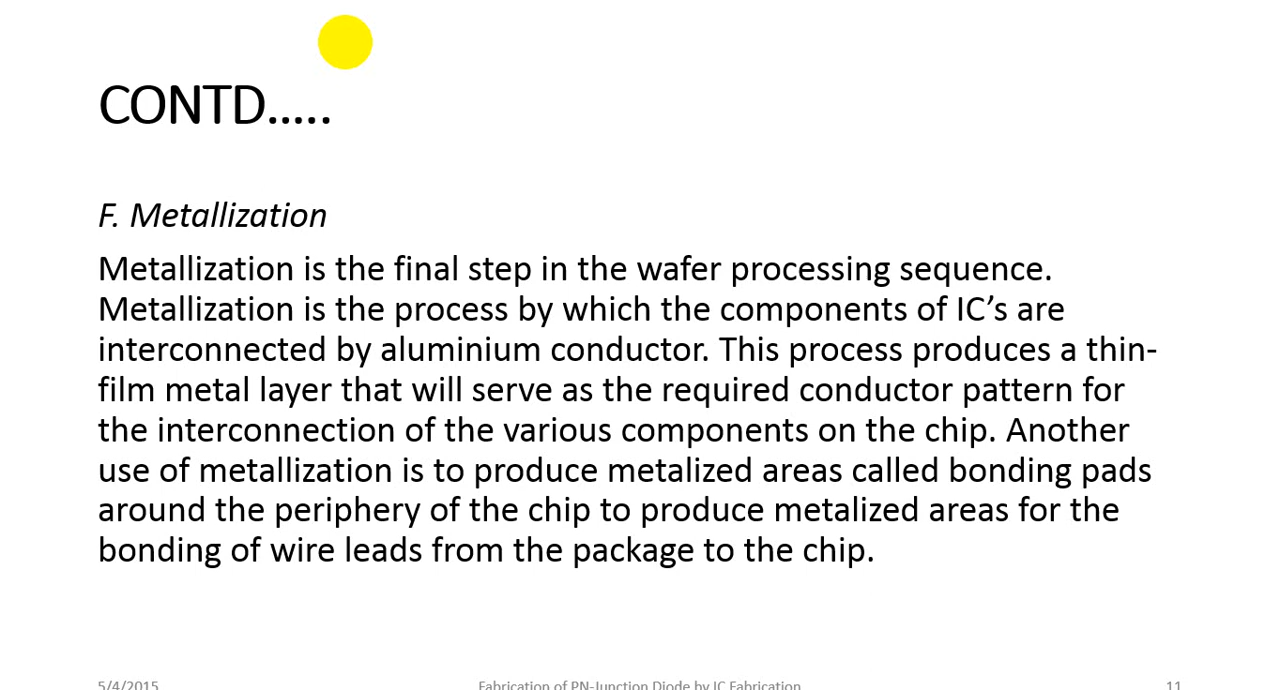 CONTD.....
F. Metallization
Metallization is the final step in the wafer processing sequence.
Metallization is the process by which the components of IC’s are
interconnected by aluminium conductor. This process produces a thin-
film metal layer that will serve as the required conductor pattern for
the interconnection of the various components on the chip. Another
use of metallization is to produce metalized areas called bonding pads
around the periphery of the chip to produce metalized areas for the
bonding of wire leads from the package to the chip.
5/4/2015
Fabrication of PN-Junction Diode by IC Fabrication
11